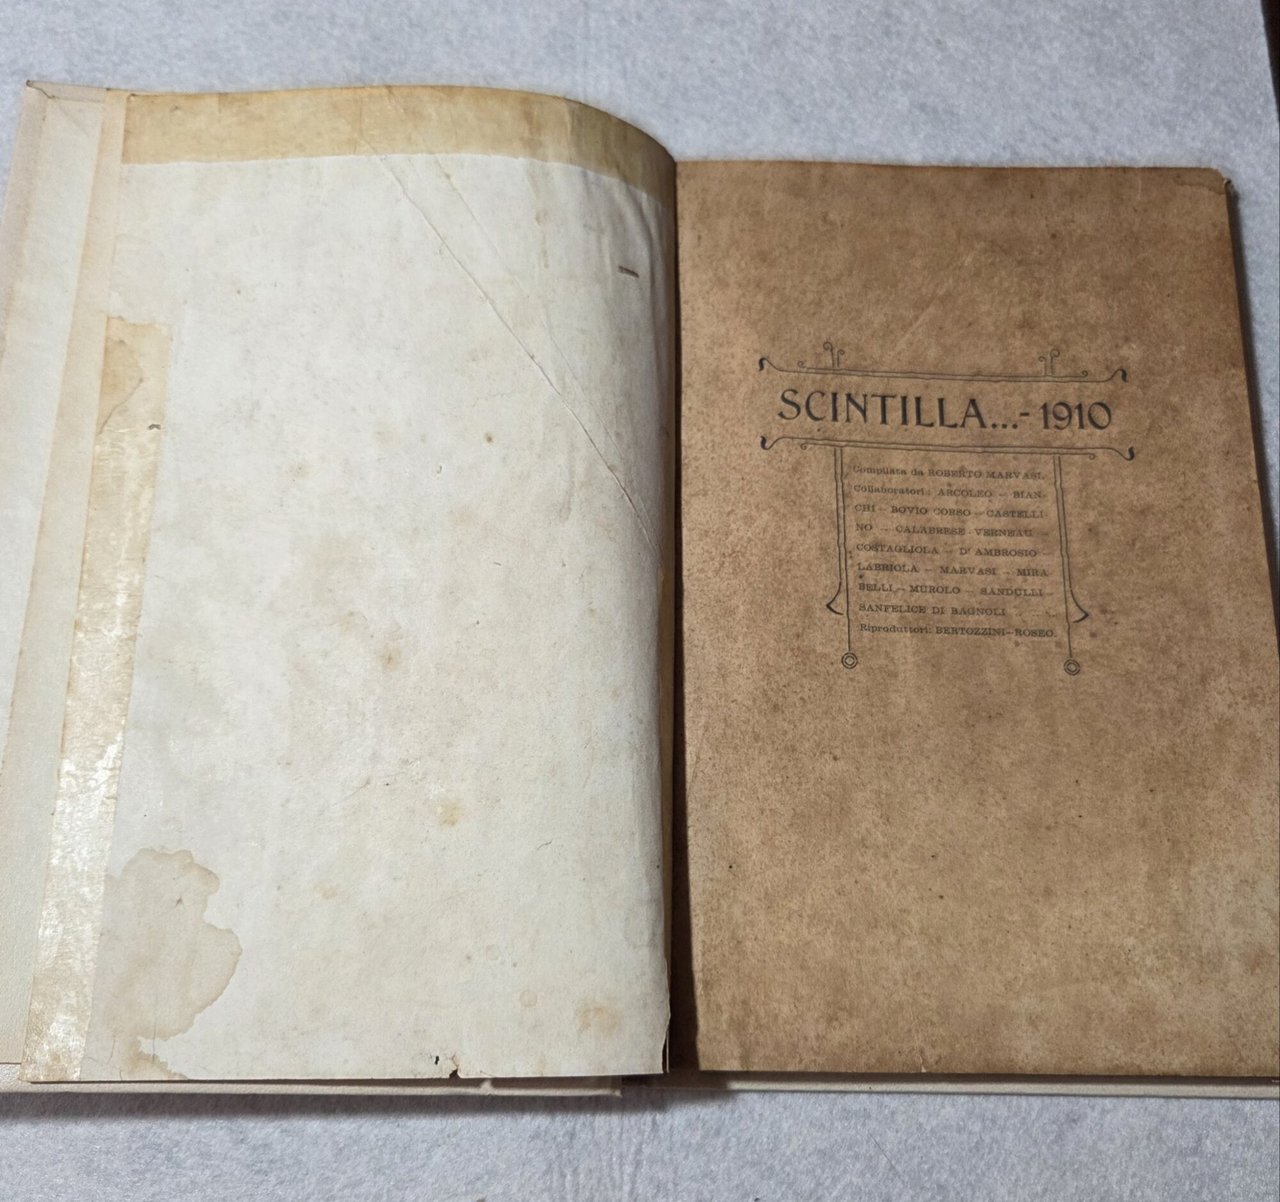 SCINTILLA...- 1910
Compilata da ROBERTO MARVASI.
Collaboratori: ARCOLEO - BIAN-
CHI - BOVIO CORSO - CASTELLI-
NO - CALABRESE - VERNEAU -
COSTAGLIOLA - D' AMBROSIO -
LABRIOLA - MARVASI - MIRA-
BELLI - MUROLO - SANDULLI -
SANFELICE DI BAGNOLI
Riproduttori: BERTOZZINI-ROSEO.